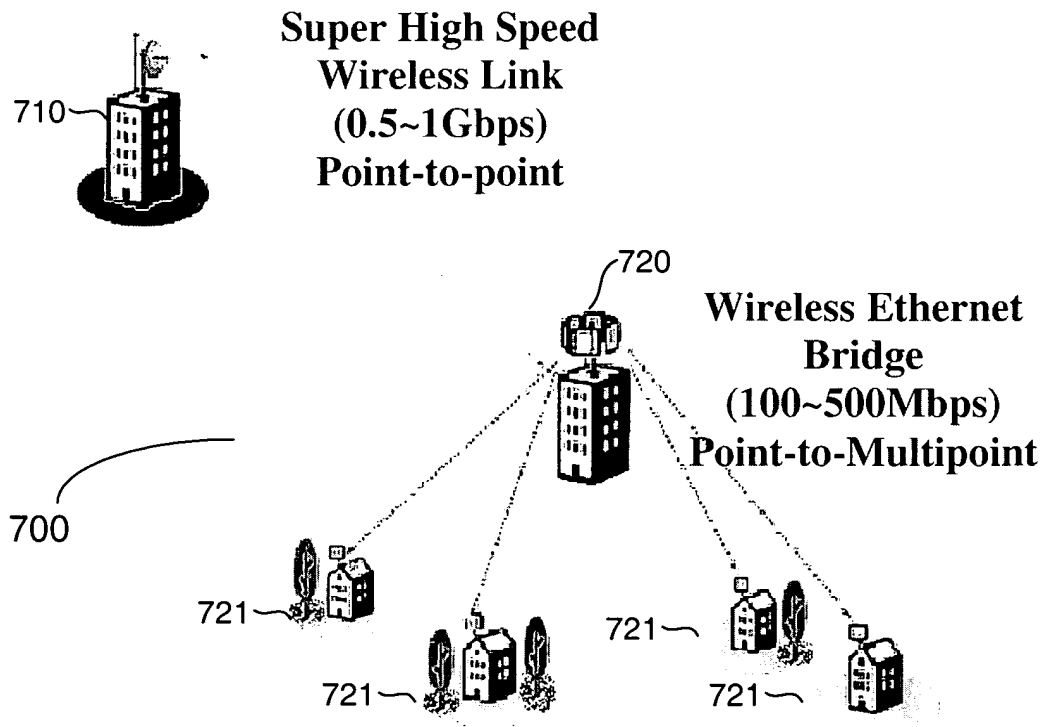 Super High Speed
Wireless Link
(0.5~1Gbps)
Point-to-point
710
720
Wireless Ethernet
Bridge
(100~500Mbps)
Point-to-Multipoint
700
721
721
721
721